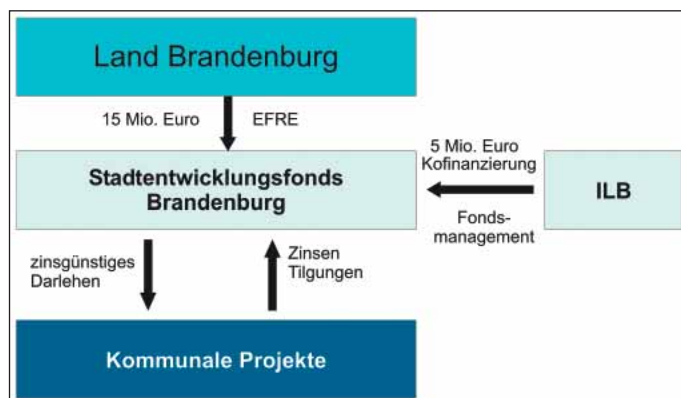 Land Brandenburg
15 Mio. Euro
EFRE
5 Mio. Euro
Kofinanzierung
Stadtentwicklungsfonds
Brandenburg
ILB
Fonds-
management
zinsgünstiges
Darlehen
Zinsen
Tilgungen
Kommunale Projekte